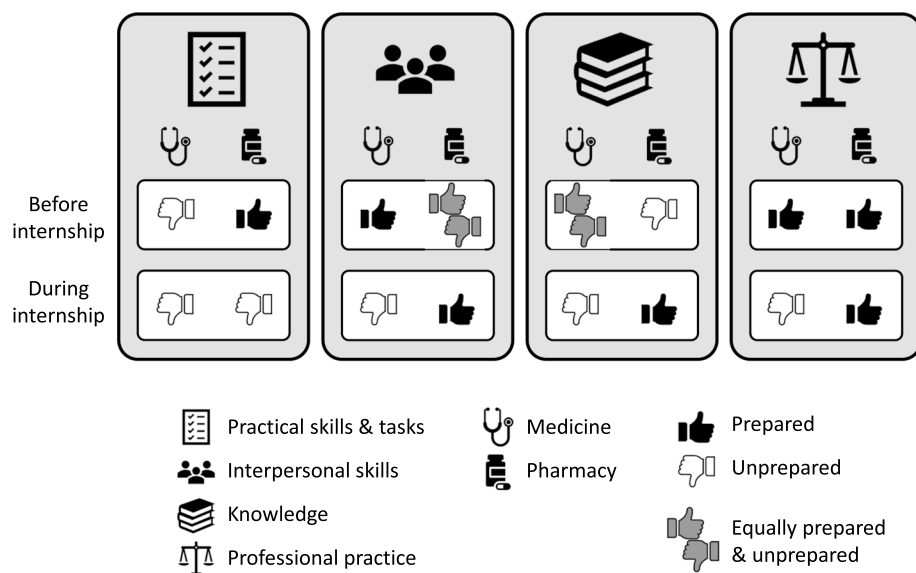 Before
internship
During
internship
Practical skills & tasks
Interpersonal skills
Knowledge
Professional practice
Medicine
Pharmacy
Prepared
Unprepared
Equally prepared
& unprepared